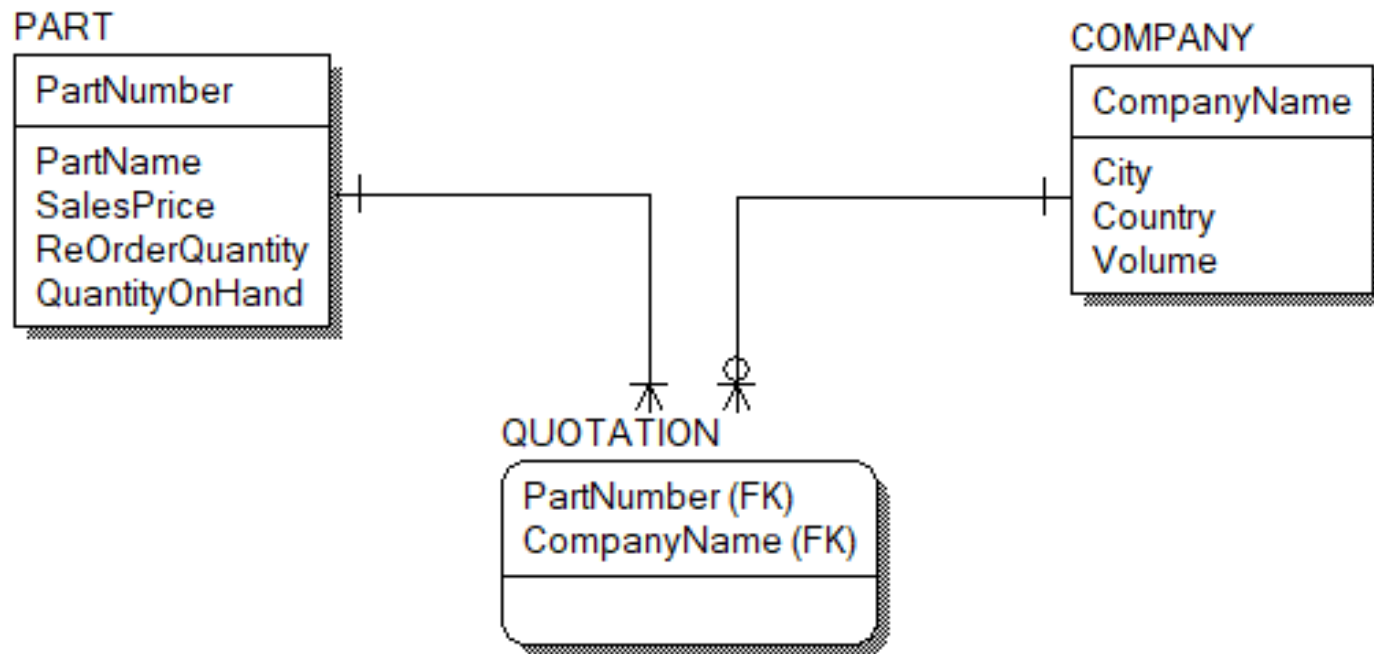 PART
PartNumber
PartName
SalesPrice
ReOrderQuantity
QuantityOnHand
COMPANY
CompanyName
City
Country
Volume
QUOTATION
PartNumber (FK)
CompanyName (FK)